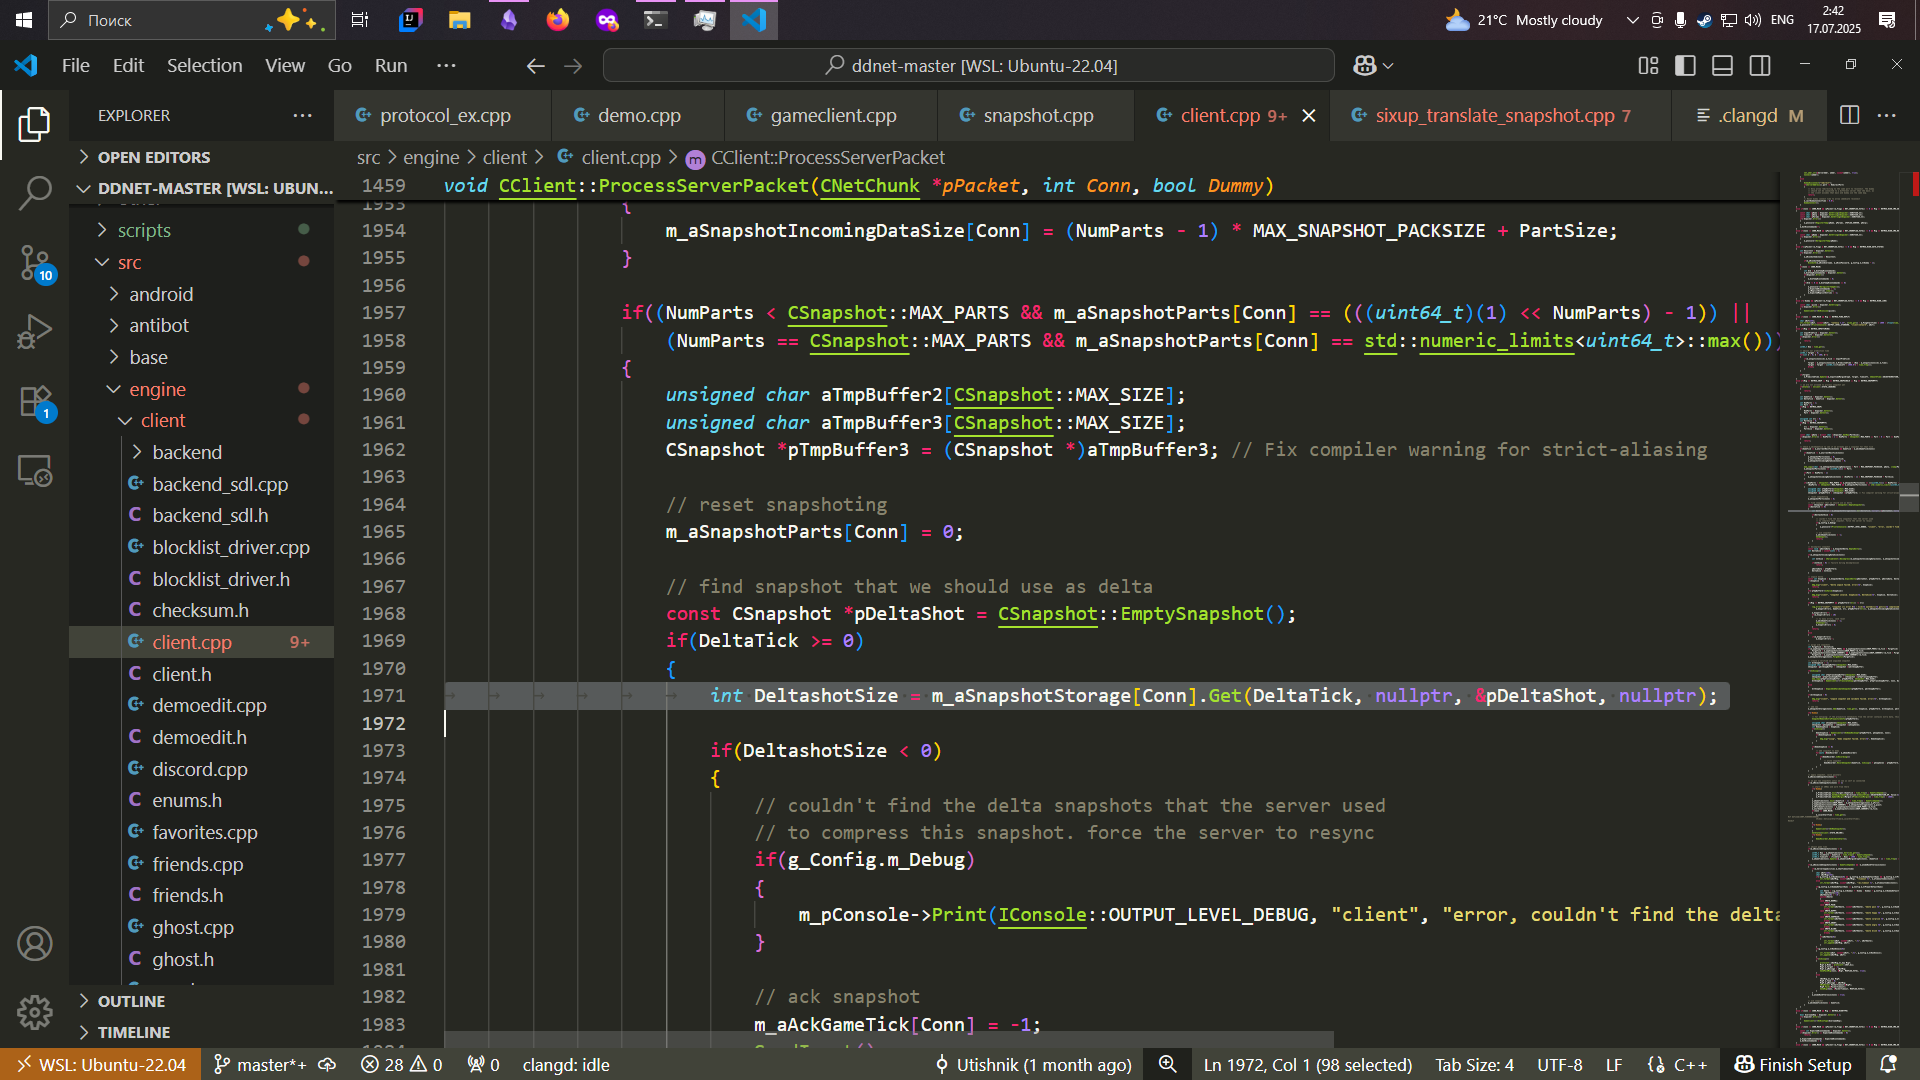 Поиск
21°C Mostly cloudy
ENG
2:42
17.07.2025
File Edit Selection View Go Run ···
ddnet-master [WSL: Ubuntu-22.04]
EXPLORER
protocol_ex.cpp
demo.cpp
gameclient.cpp
snapshot.cpp
client.cpp 9+
sixup_translate_snapshot.cpp 7
.clangd M
OPEN EDITORS
DDNET-MASTER [WSL: UBUN...
scripts
src
android
antibot
base
engine
client
backend
backend_sdl.cpp
backend_sdl.h
blocklist_driver.cpp
blocklist_driver.h
checksum.h
client.cpp 9+
client.h
demoedit.cpp
demoedit.h
discord.cpp
enums.h
favorites.cpp
friends.cpp
friends.h
ghost.cpp
ghost.h
OUTLINE
TIMELINE
10
1
src > engine > client > client.cpp > CClient::ProcessServerPacket
1459 void CClient::ProcessServerPacket(CNetChunk *pPacket, int Conn, bool Dummy)
1953 {
1954 m_aSnapshotIncomingDataSize[Conn] = (NumParts - 1) * MAX_SNAPSHOT_PACKSIZE + PartSize;
1955 }
1956
1957 if((NumParts < CSnapshot::MAX_PARTS && m_aSnapshotParts[Conn] == (((uint64_t)(1) << NumParts) - 1)) ||
1958 (NumParts == CSnapshot::MAX_PARTS && m_aSnapshotParts[Conn] == std::numeric_limits<uint64_t>::max()))
1959 {
1960 unsigned char aTmpBuffer2[CSnapshot::MAX_SIZE];
1961 unsigned char aTmpBuffer3[CSnapshot::MAX_SIZE];
1962 CSnapshot *pTmpBuffer3 = (CSnapshot *)aTmpBuffer3; // Fix compiler warning for strict-aliasing
1963
1964 // reset snapshoting
1965 m_aSnapshotParts[Conn] = 0;
1966
1967 // find snapshot that we should use as delta
1968 const CSnapshot *pDeltaShot = CSnapshot::EmptySnapshot();
1969 if(DeltaTick >= 0)
1970 {
1971 int DeltashotSize = m_aSnapshotStorage[Conn].Get(DeltaTick, nullptr, &pDeltaShot, nullptr);
1972
1973 if(DeltashotSize < 0)
1974 {
1975 // couldn't find the delta snapshots that the server used
1976 // to compress this snapshot. force the server to resync
1977 if(g_Config.m_Debug)
1978 {
1979 m_pConsole->Print(IConsole::OUTPUT_LEVEL_DEBUG, "client", "error, couldn't find the delta
1980 }
1981
1982 // ack snapshot
1983 m_aAckGameTick[Conn] = -1;
WSL: Ubuntu-22.04 master*+ 28 0 0 clangd: idle Utishnik (1 month ago) Ln 1972, Col 1 (98 selected) Tab Size: 4 UTF-8 LF {} C++ Finish Setup